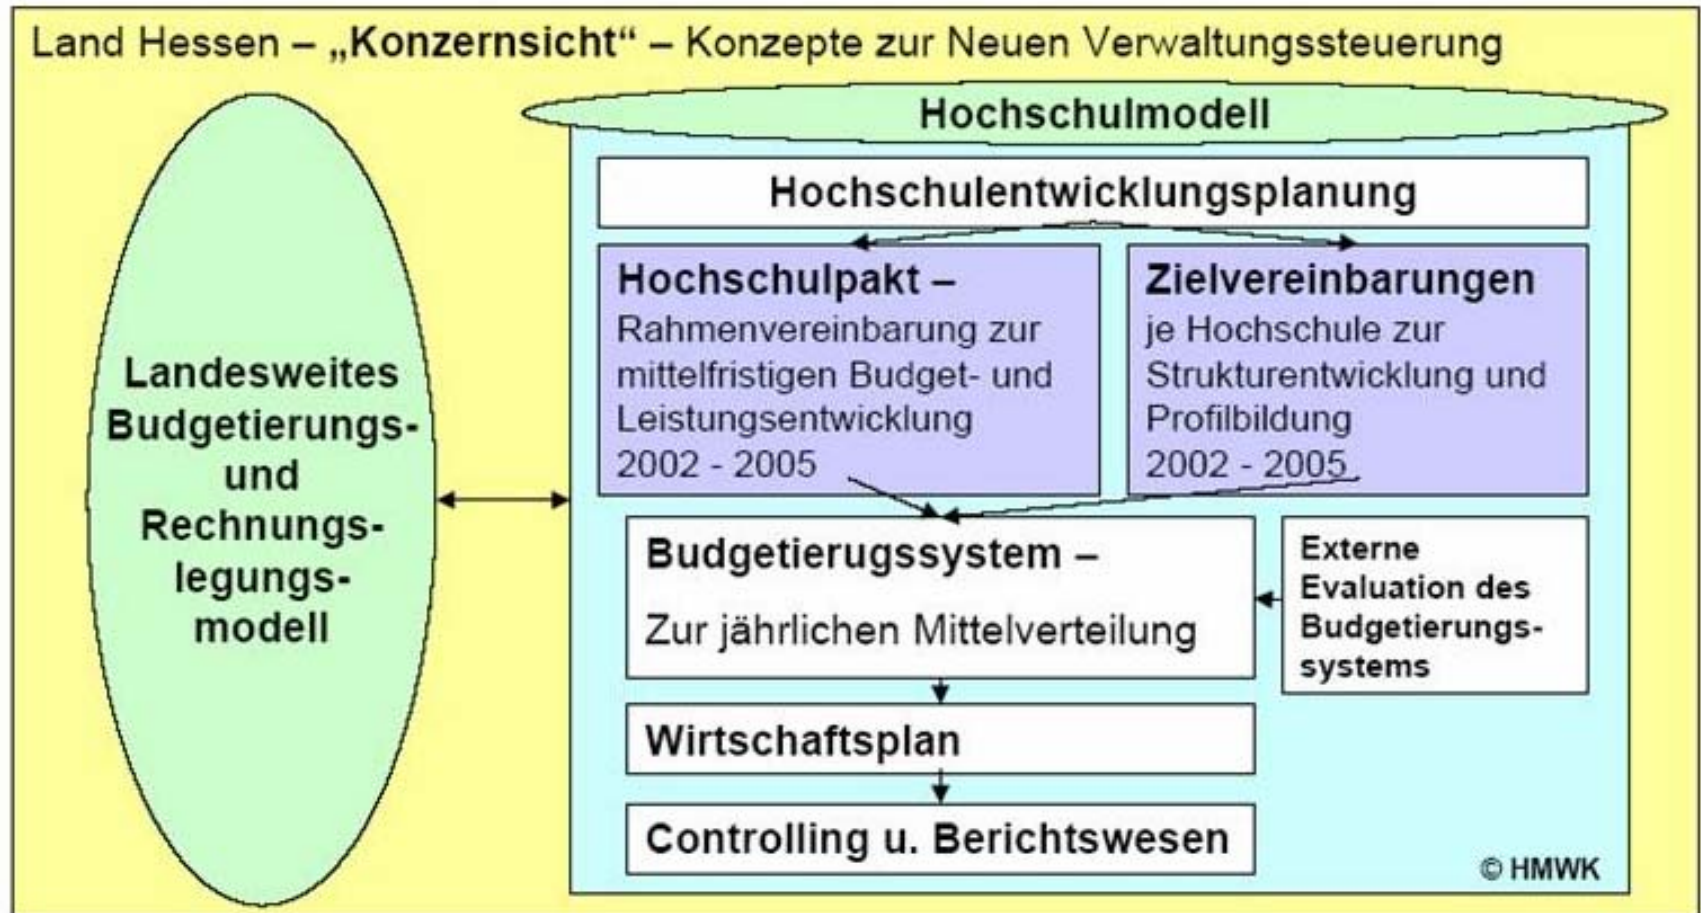 Land Hessen – „Konzernsicht“ – Konzepte zur Neuen Verwaltungssteuerung
Landesweites
Budgetierungs-
und
Rechnungs-
legungs-
modell
Hochschulmodell
Hochschulentwicklungsplanung
Hochschulpakt –
Rahmenvereinbarung zur
mittelfristigen Budget- und
Leistungsentwicklung
2002 - 2005
Zielvereinbarungen
je Hochschule zur
Strukturentwicklung und
Profilbildung
2002 - 2005
Budgetierugssystem –
Zur jährlichen Mittelverteilung
Externe
Evaluation des
Budgetierungs-
systems
Wirtschaftsplan
Controlling u. Berichtswesen
© HMWK